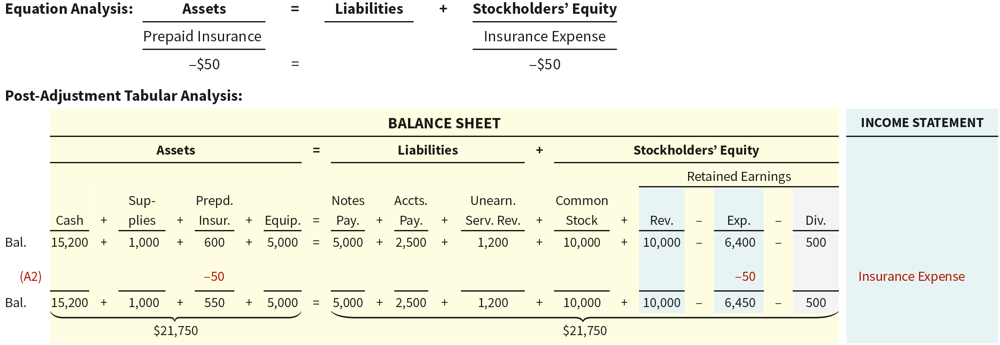 Equation Analysis: Assets = Liabilities + Stockholders’ Equity
Prepaid Insurance Insurance Expense
–$50 = –$50
Post-Adjustment Tabular Analysis:
BALANCE SHEET INCOME STATEMENT
Assets = Liabilities + Stockholders’ Equity
Retained Earnings
Sup- Prepd. Notes Accts. Unearn. Common
Cash + plies + Insur. + Equip. = Pay. + Pay. + Serv. Rev. + Stock + Rev. – Exp. – Div.
Bal. 15,200 + 1,000 + 600 + 5,000 = 5,000 + 2,500 + 1,200 + 10,000 + 10,000 – 6,400 – 500
(A2) –50 –50 Insurance Expense
Bal. 15,200 + 1,000 + 550 + 5,000 = 5,000 + 2,500 + 1,200 + 10,000 + 10,000 – 6,450 – 500
$21,750 $21,750